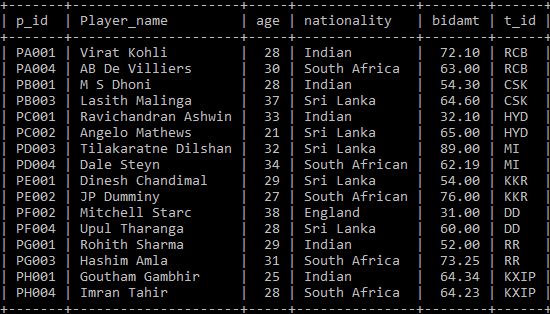 +-------+---------------------+-----+---------------+--------+------+
| p_id | Player_name | age | nationality | bidamt | t_id |
+-------+---------------------+-----+---------------+--------+------+
| PA001 | Virat Kohli | 28 | Indian | 72.10 | RCB |
| PA004 | AB De Villiers | 30 | South Africa | 63.00 | RCB |
| PB001 | M S Dhoni | 28 | Indian | 54.30 | CSK |
| PB003 | Lasith Malinga | 37 | Sri Lanka | 64.60 | CSK |
| PC001 | Ravichandran Ashwin | 33 | Indian | 32.10 | HYD |
| PC002 | Angelo Mathews | 21 | Sri Lanka | 65.00 | HYD |
| PD003 | Tilakaratne Dilshan | 32 | Sri Lanka | 89.00 | MI |
| PD004 | Dale Steyn | 34 | South African | 62.19 | MI |
| PE001 | Dinesh Chandimal | 29 | Sri Lanka | 54.00 | KKR |
| PE002 | JP Dumminy | 27 | South African | 76.00 | KKR |
| PF002 | Mitchell Starc | 38 | England | 31.00 | DD |
| PF004 | Upul Tharanga | 28 | Sri Lanka | 60.00 | DD |
| PG001 | Rohith Sharma | 29 | Indian | 52.00 | RR |
| PG003 | Hashim Amla | 31 | South Africa | 73.25 | RR |
| PH001 | Goutham Gambhir | 25 | Indian | 64.34 | KXIP |
| PH004 | Imran Tahir | 28 | South Africa | 64.23 | KXIP |
+-------+---------------------+-----+---------------+--------+------+